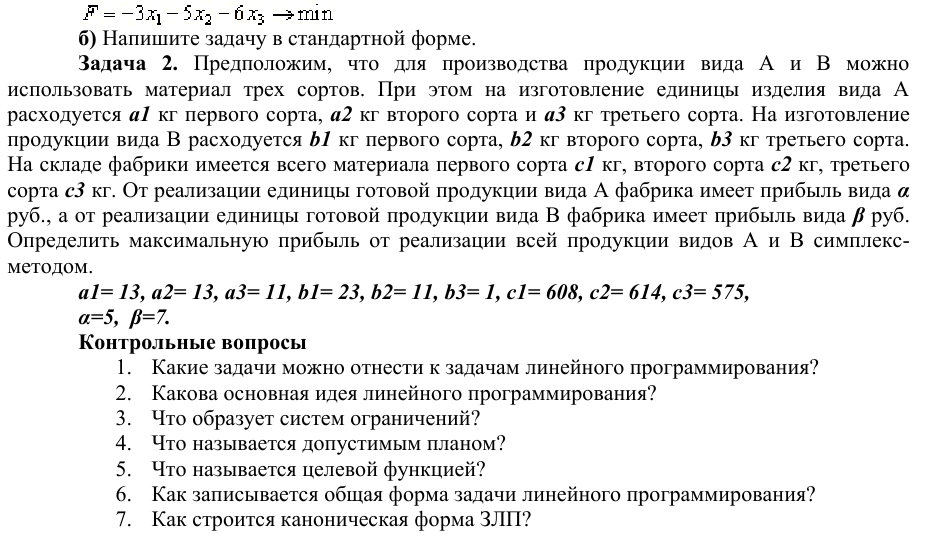 F = −3x₁ − 5x₂ − 6x₃ → min
б) Напишите задачу в стандартной форме.
Задача 2. Предположим, что для производства продукции вида А и В можно
использовать материал трех сортов. При этом на изготовление единицы изделия вида А
расходуется a1 кг первого сорта, a2 кг второго сорта и a3 кг третьего сорта. На изготовление
продукции вида В расходуется b1 кг первого сорта, b2 кг второго сорта, b3 кг третьего сорта.
На складе фабрики имеется всего материала первого сорта c1 кг, второго сорта c2 кг, третьего
сорта c3 кг. От реализации единицы готовой продукции вида А фабрика имеет прибыль вида α
руб., а от реализации единицы готовой продукции вида В фабрика имеет прибыль вида β руб.
Определить максимальную прибыль от реализации всей продукции видов А и В симплекс-
методом.
a1= 13, a2= 13, a3= 11, b1= 23, b2= 11, b3= 1, c1= 608, c2= 614, c3= 575,
α=5, β=7.
Контрольные вопросы
1. Какие задачи можно отнести к задачам линейного программирования?
2. Какова основная идея линейного программирования?
3. Что образует систем ограничений?
4. Что называется допустимым планом?
5. Что называется целевой функцией?
6. Как записывается общая форма задачи линейного программирования?
7. Как строится каноническая форма ЗЛП?